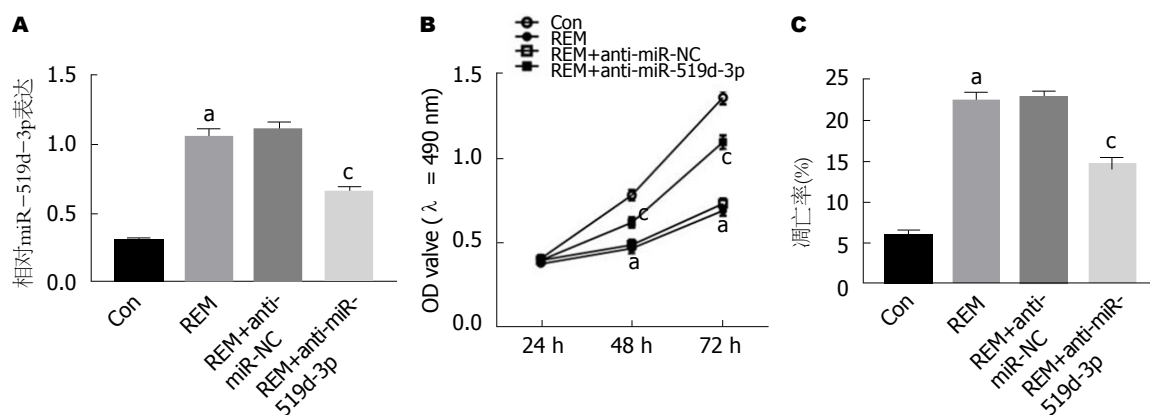 A
相对miR-519d-3p表达
1.5
1.0
0.5
0.0
a
c
Con
REM
REM+anti-
miR-NC
REM+anti-miR-
519d-3p
B
Con
REM
REM+anti-miR-NC
REM+anti-miR-519d-3p
OD valve ( λ = 490 nm)
1.5
1.0
0.5
0.0
c
c
a
a
24 h
48 h
72 h
C
凋亡率(%)
25
20
15
10
5
0
a
c
Con
REM
REM+anti-
miR-NC
REM+anti-miR-
519d-3p